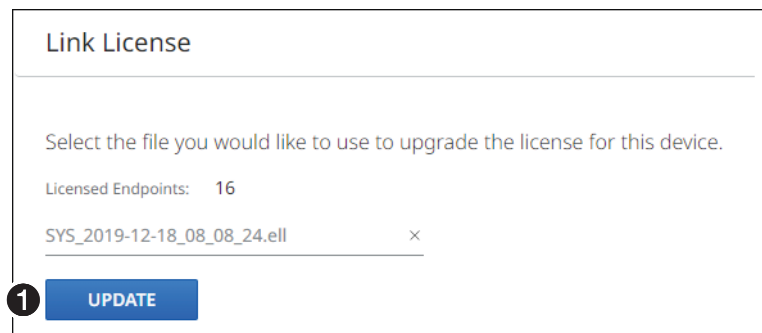 Link License
Select the file you would like to use to upgrade the license for this device.
Licensed Endpoints: 16
SYS_2019-12-18_08_08_24.ell ×
1 UPDATE